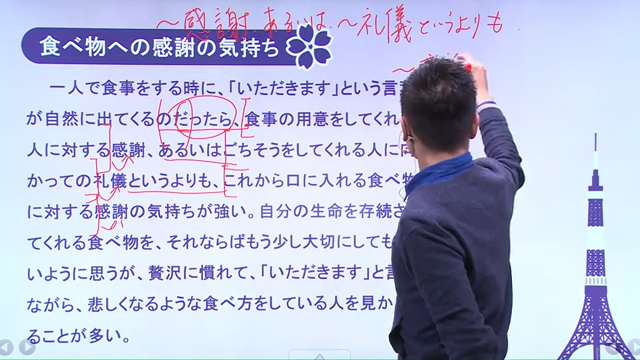 ～感謝 あるいは ～礼儀というよりも
～
食べ物への感謝の気持ち
一人で食事をする時に、「いただきます」という言
が自然に出てくるのだったら、食事の用意をしてくれ
人に対する感謝、あるいはごちそうをしてくれる人に
かっての礼儀というよりも、これから口に入れる食べ
に対する感謝の気持ちが強い。自分の生命を存続さ
てくれる食べ物を、それならばもう少し大切にしても
いように思うが、贅沢に慣れて、「いただきます」と言
ながら、悲しくなるような食べ方をしている人を見か
ることが多い。